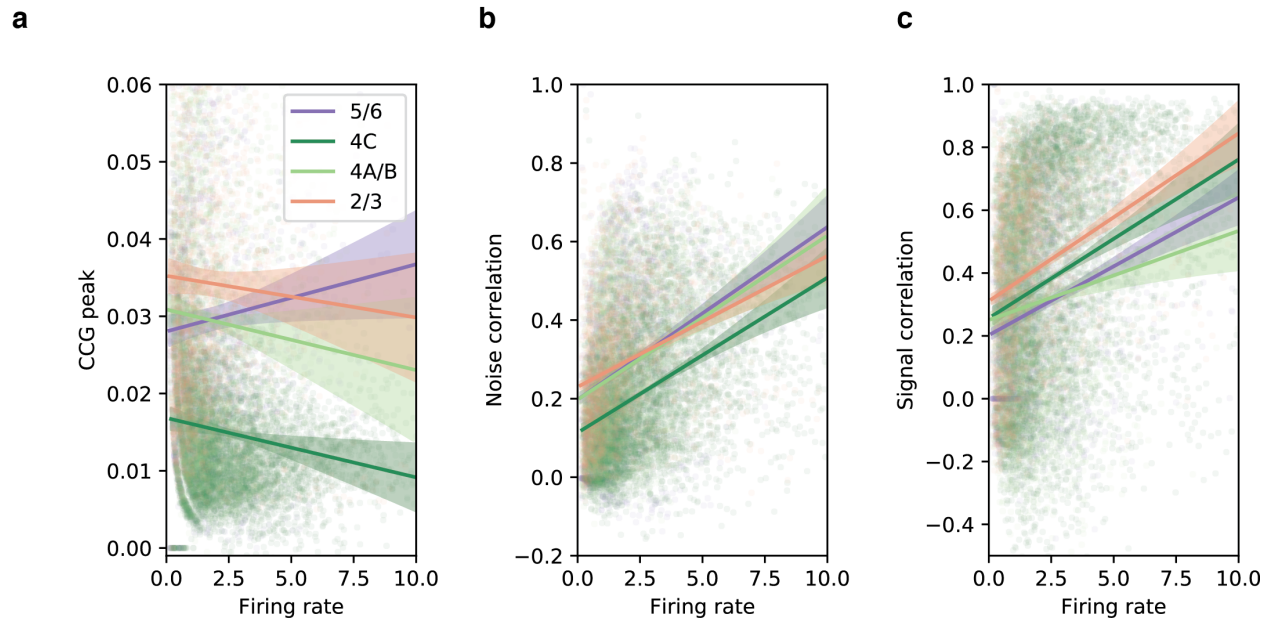 a
b
c
0.06
0.05
0.04
0.03
0.02
0.01
0.00
CCG peak
0.0 2.5 5.0 7.5 10.0
Firing rate
5/6
4C
4A/B
2/3
1.0
0.8
0.6
0.4
0.2
0.0
−0.2
Noise correlation
0.0 2.5 5.0 7.5 10.0
Firing rate
1.0
0.8
0.6
0.4
0.2
0.0
−0.2
−0.4
Signal correlation
0.0 2.5 5.0 7.5 10.0
Firing rate